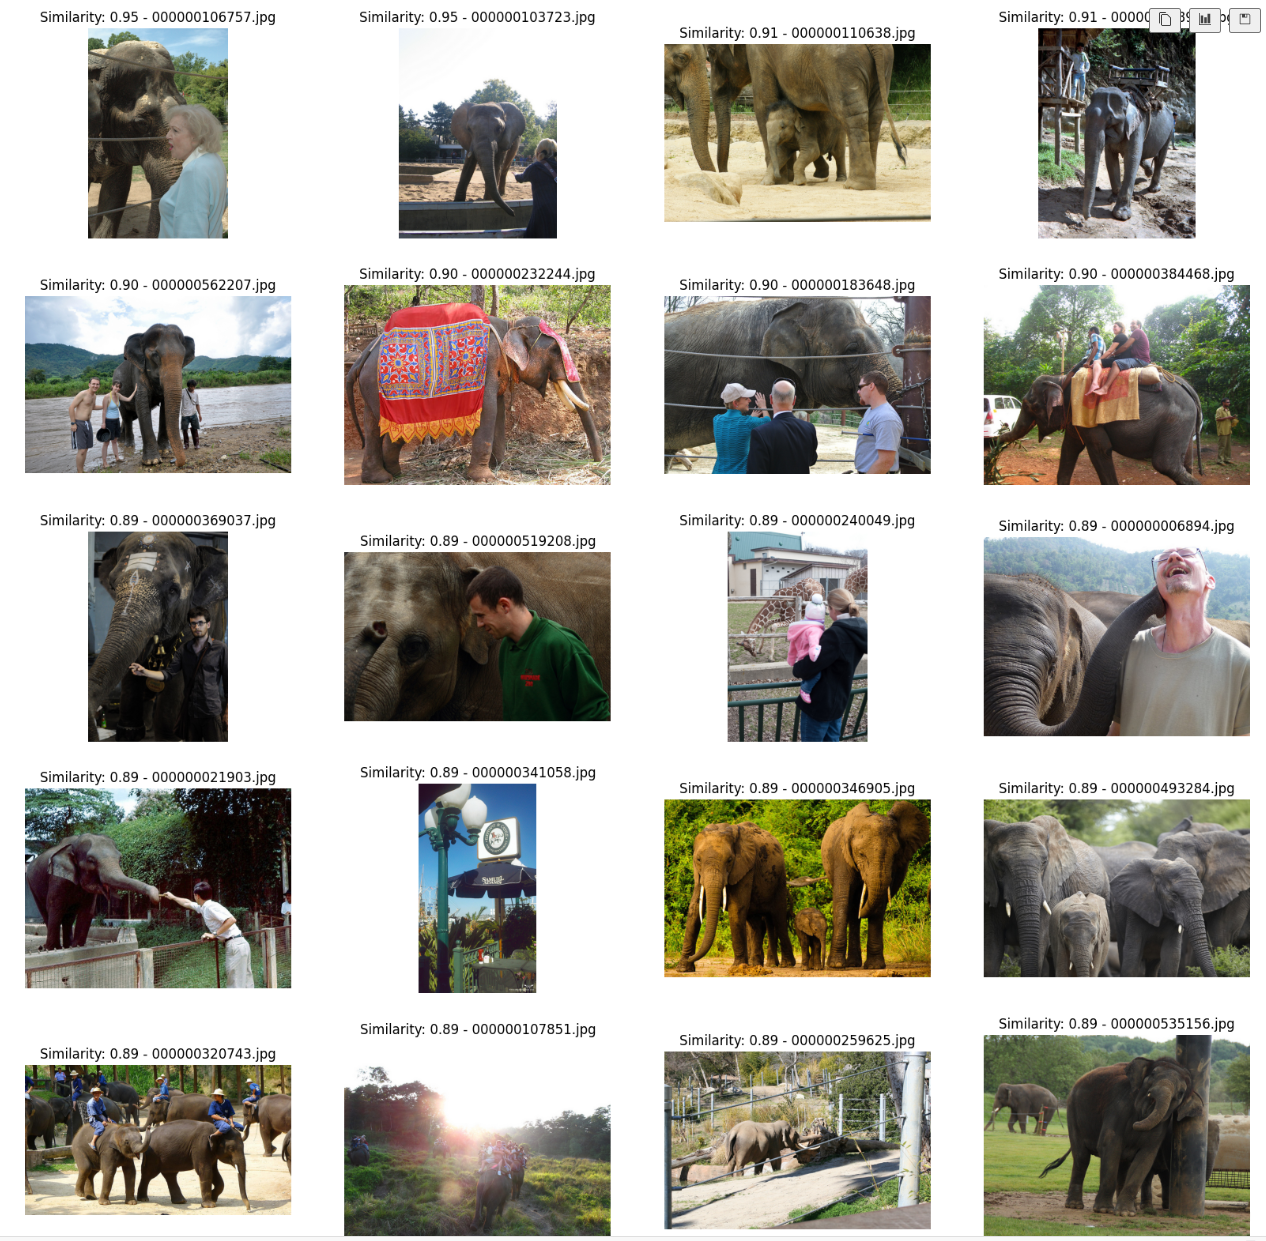 Similarity: 0.95 - 000000106757.jpg
Similarity: 0.95 - 000000103723.jpg
Similarity: 0.91 - 000000110638.jpg
Similarity: 0.91
Similarity: 0.90 - 000000562207.jpg
Similarity: 0.90 - 000000232244.jpg
Similarity: 0.90 - 000000183648.jpg
Similarity: 0.90 - 000000384468.jpg
Similarity: 0.89 - 000000369037.jpg
Similarity: 0.89 - 000000519208.jpg
Similarity: 0.89 - 000000240049.jpg
Similarity: 0.89 - 000000006894.jpg
Similarity: 0.89 - 000000021903.jpg
Similarity: 0.89 - 000000341058.jpg
Similarity: 0.89 - 000000346905.jpg
Similarity: 0.89 - 000000493284.jpg
Similarity: 0.89 - 000000320743.jpg
Similarity: 0.89 - 000000107851.jpg
Similarity: 0.89 - 000000259625.jpg
Similarity: 0.89 - 000000535156.jpg